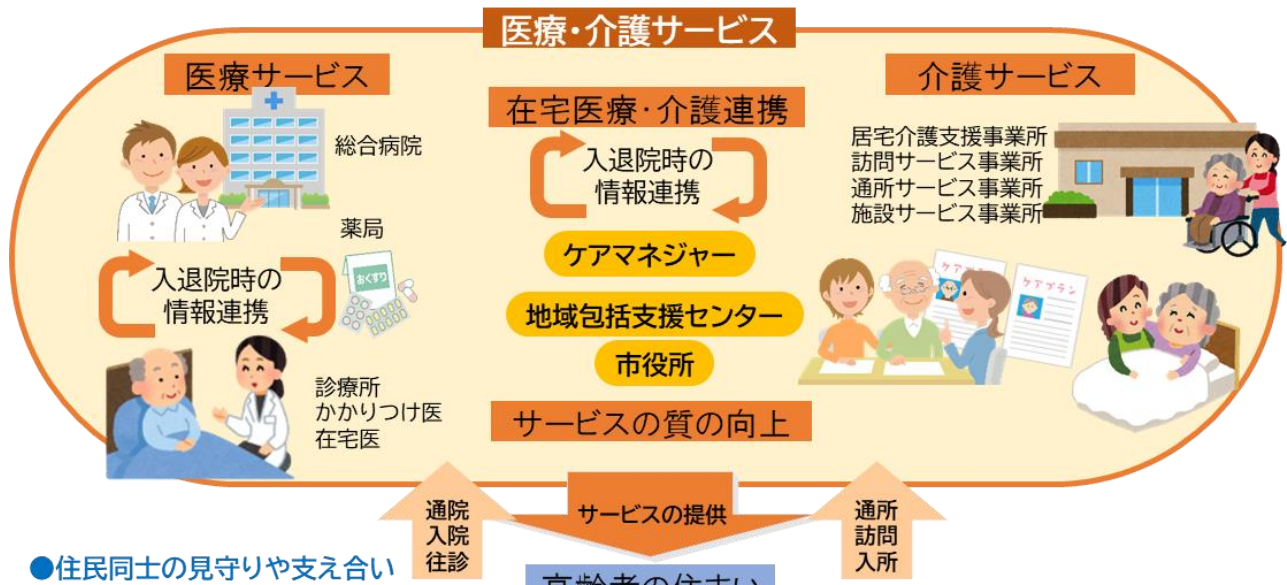 医療・介護サービス
医療サービス
総合病院
薬局
おくすり
入退院時の
情報連携
診療所
かかりつけ医
在宅医
在宅医療・介護連携
入退院時の
情報連携
ケアマネジャー
地域包括支援センター
市役所
サービスの質の向上
介護サービス
居宅介護支援事業所
訪問サービス事業所
通所サービス事業所
施設サービス事業所
ケアプラン
通院
入院
往診
サービスの提供
通所
訪問
入所
●住民同士の見守りや支え合い
高齢者の住まい